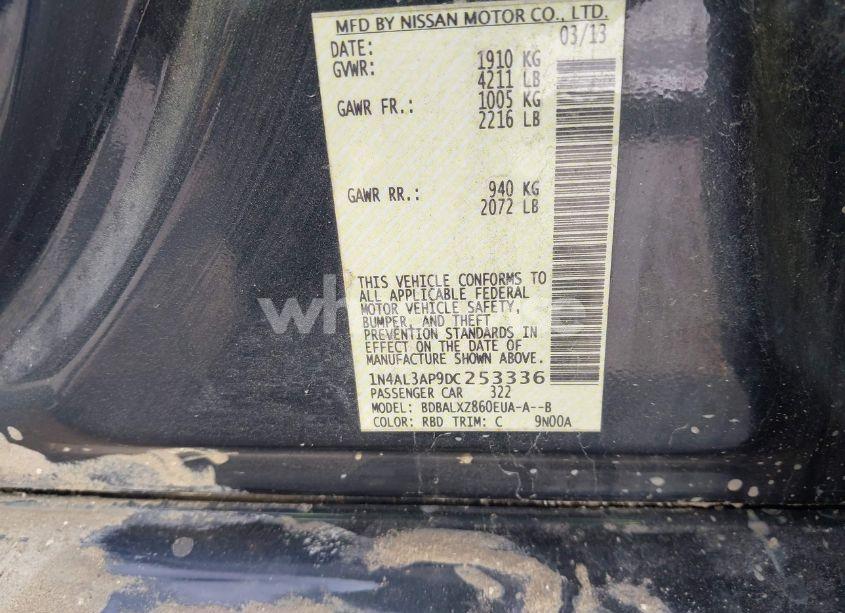 MFD BY NISSAN MOTOR CO., LTD.
DATE: 03/13
GVWR: 1910 KG
4211 LB
GAWR FR.: 1005 KG
2216 LB
GAWR RR.: 940 KG
2072 LB
THIS VEHICLE CONFORMS TO
ALL APPLICABLE FEDERAL
MOTOR VEHICLE SAFETY,
BUMPER, AND THEFT
PREVENTION STANDARDS IN
EFFECT ON THE DATE OF
MANUFACTURE SHOWN ABOVE.
1N4AL3AP9DC253336
PASSENGER CAR 322
MODEL: BDBALXZ860EUA-A--B
COLOR: RBD TRIM: C 9N00A